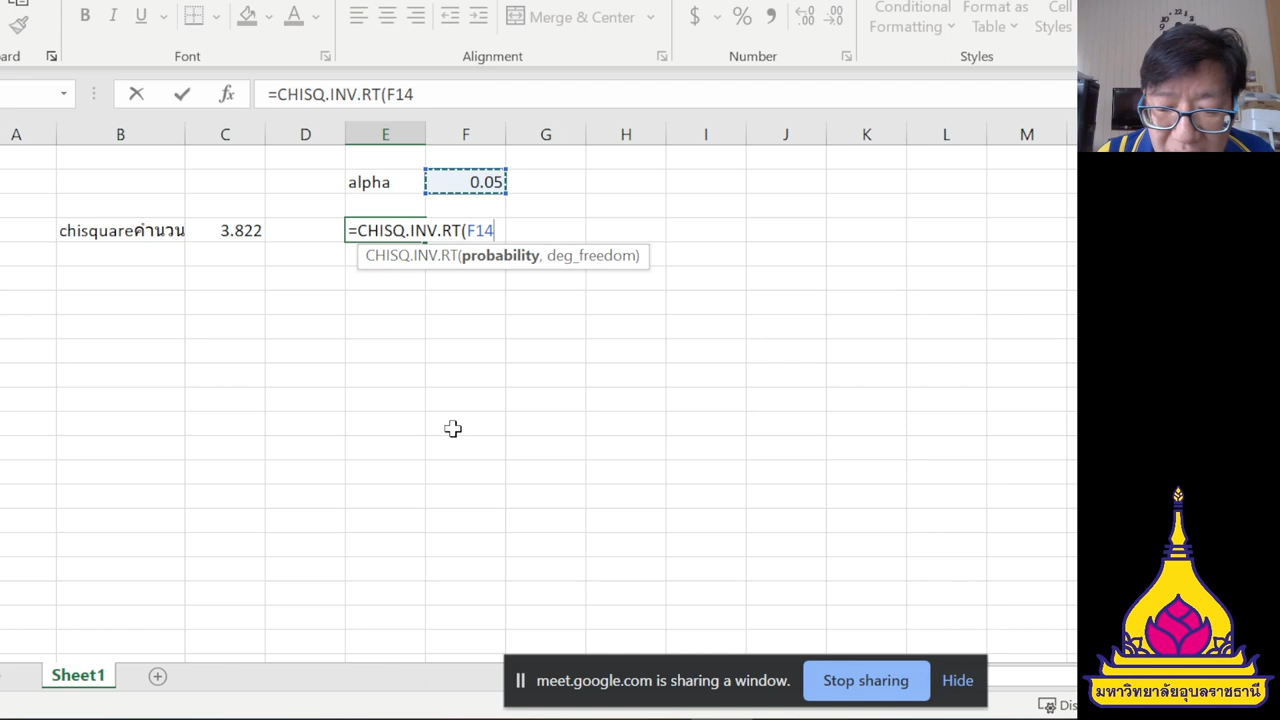 B I U A Merge & Center $ % Conditional Formatting Format as Table Cell Styles
Font Alignment Number Styles
fx =CHISQ.INV.RT(F14
A B C D E F G H I J K L M
alpha 0.05
chisquareคำนวน 3.822 =CHISQ.INV.RT(F14
CHISQ.INV.RT(probability, deg_freedom)
Sheet1
meet.google.com is sharing a window. Stop sharing Hide
มหาวิทยาลัยอุบลราชธานี